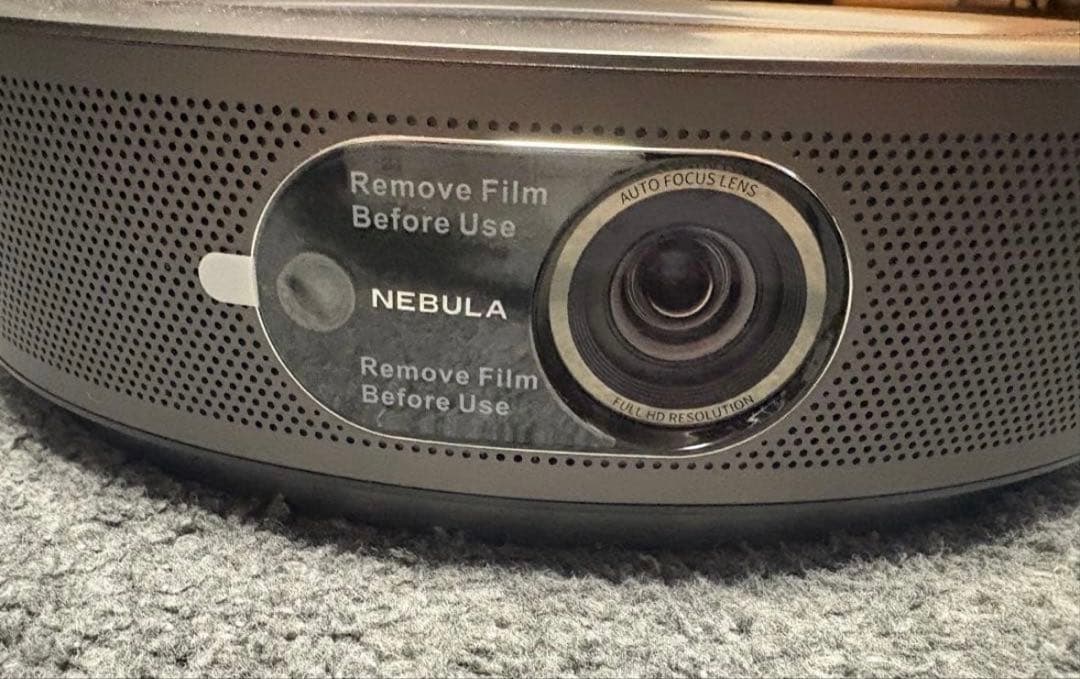 Remove Film
Before Use
NEBULA
Remove Film
Before Use
AUTO FOCUS LENS
FULL HD RESOLUTION